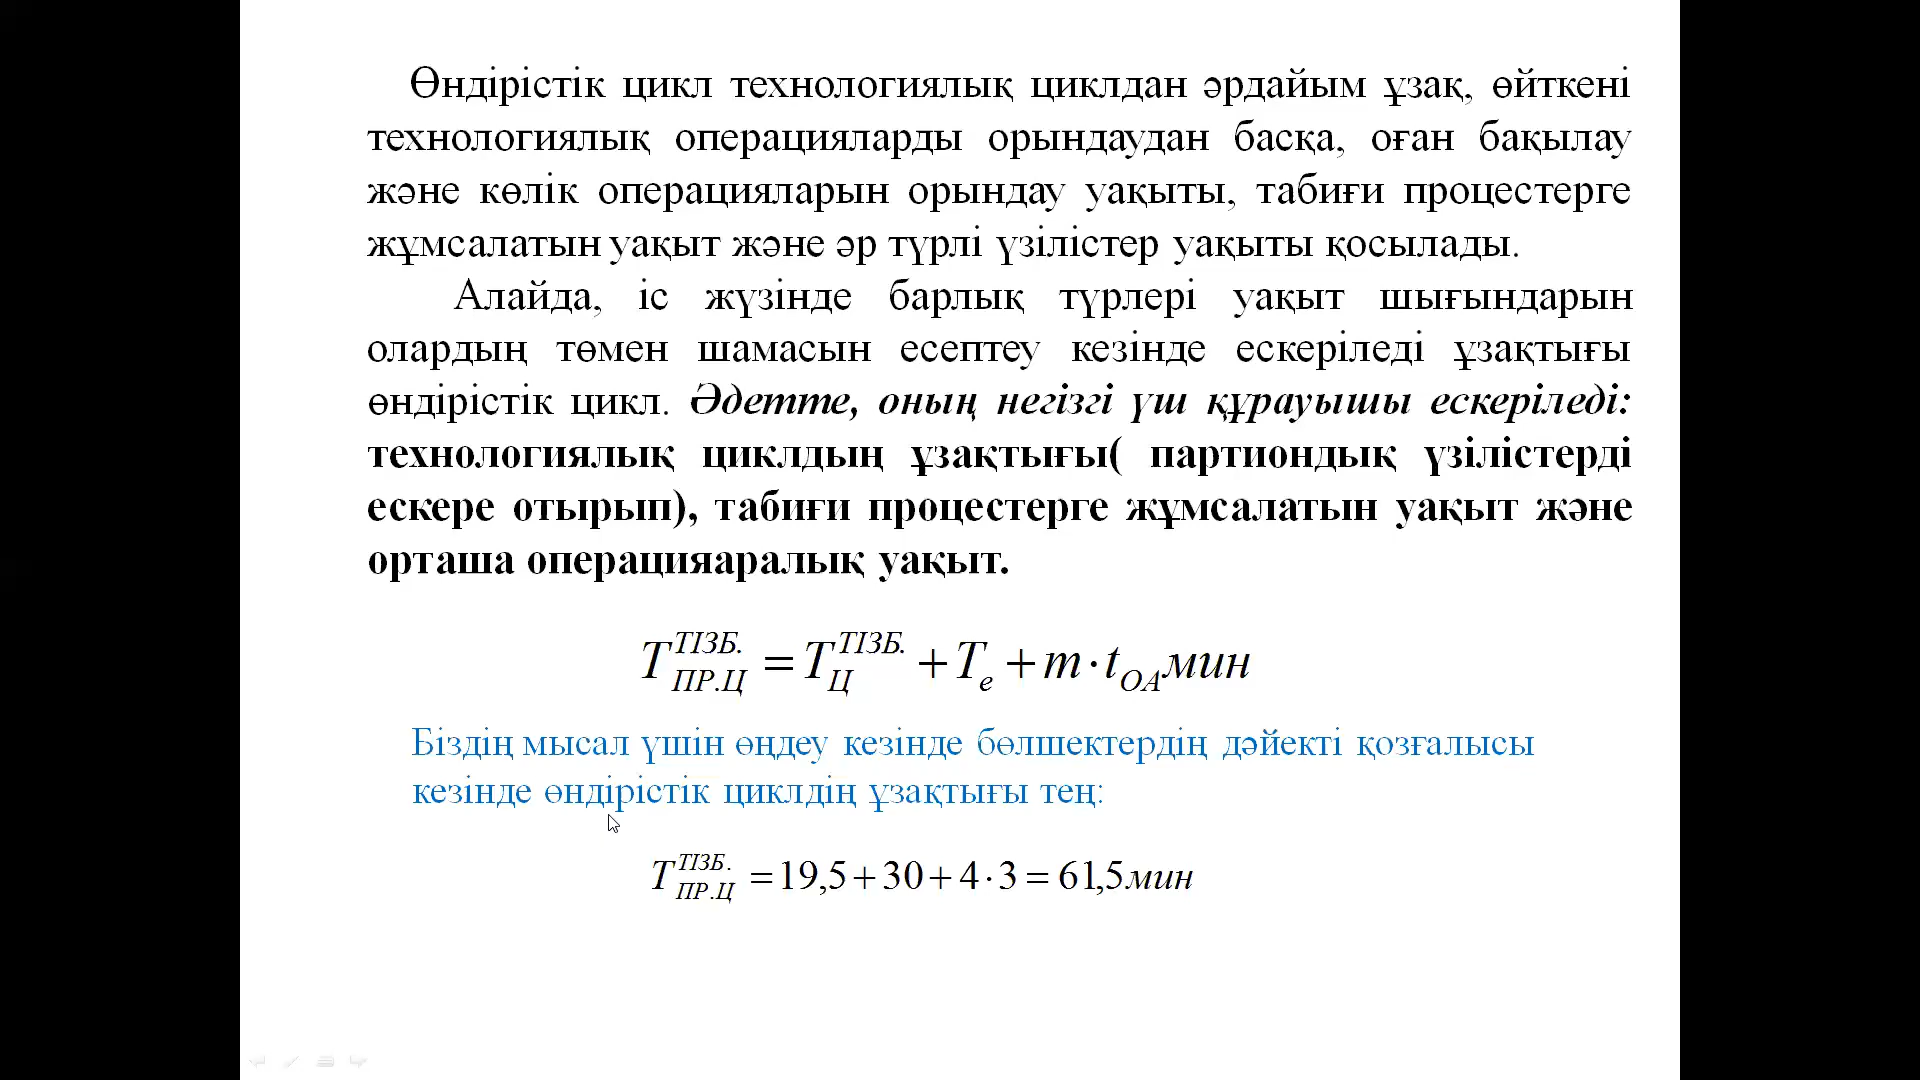 Өндірістік цикл технологиялық циклдан әрдайым ұзақ, өйткені
технологиялық операцияларды орындаудан басқа, оған бақылау
және көлік операцияларын орындау уақыты, табиғи процестерге
жұмсалатын уақыт және әр түрлі үзілістер уақыты қосылады.
Алайда, іс жүзінде барлық түрлері уақыт шығындарын
олардың төмен шамасын есептеу кезінде ескеріледі ұзақтығы
өндірістік цикл. Әдетте, оның негізгі үш құрауышы ескеріледі:
технологиялық циклдың ұзақтығы( партиондық үзілістерді
ескере отырып), табиғи процестерге жұмсалатын уақыт және
орташа операцияаралық уақыт.
T ТІЗБ. ПР.Ц = T ТІЗБ. Ц + T е + m · t ОА мин
Біздің мысал үшін өңдеу кезінде бөлшектердің дәйекті қозғалысы
кезінде өндірістік циклдің ұзақтығы тең:
T ТІЗБ. ПР.Ц = 19,5 + 30 + 4 · 3 = 61,5 мин